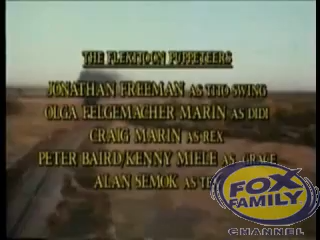 THE FLEXITOON PUPPETEERS
JONATHAN FREEMAN AS TITO SWING
OLGA FELGEMACHER MARIN AS DIDI
CRAIG MARIN AS REX
PETER BAIRD, KENNY MIELE AS GRACE
ALAN SEMOK AS
FOX
FAMILY
CHANNEL